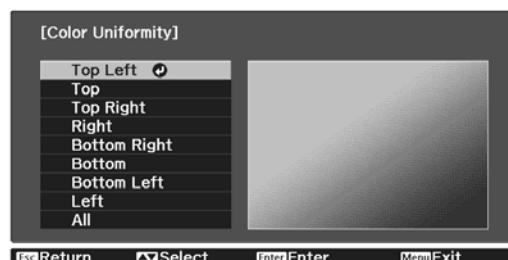 [Color Uniformity]
Top Left
Top
Top Right
Right
Bottom Right
Bottom
Bottom Left
Left
All
Esc Return Select Enter Enter Menu Exit